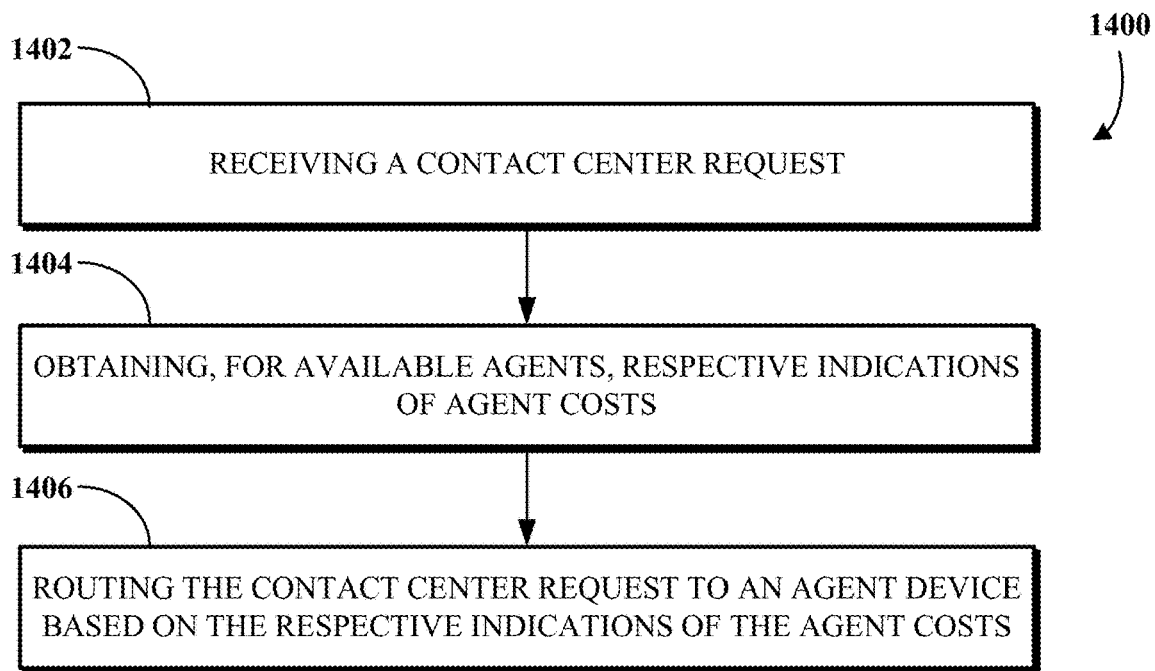 1400
1402
RECEIVING A CONTACT CENTER REQUEST
1404
OBTAINING, FOR AVAILABLE AGENTS, RESPECTIVE INDICATIONS
OF AGENT COSTS
1406
ROUTING THE CONTACT CENTER REQUEST TO AN AGENT DEVICE
BASED ON THE RESPECTIVE INDICATIONS OF THE AGENT COSTS